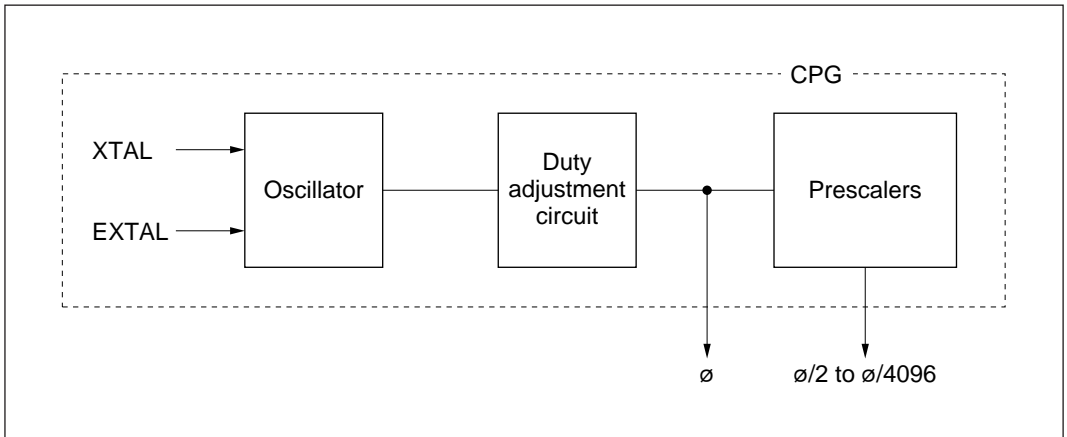 CPG
XTAL
EXTAL
Oscillator
Duty
adjustment
circuit
Prescalers
ø
ø/2 to ø/4096